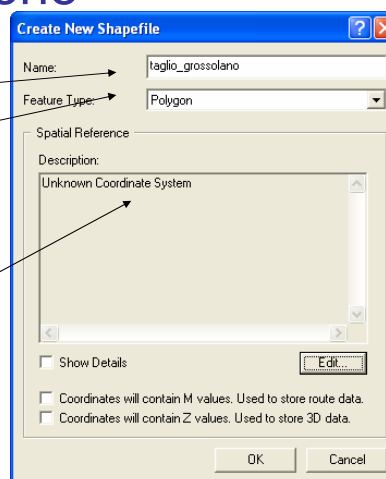 Create New Shapefile
Name: taglio_grossolano
Feature Type: Polygon
Spatial Reference
Description:
Unknown Coordinate System
Show Details
Edit...
Coordinates will contain M values. Used to store route data.
Coordinates will contain Z values. Used to store 3D data.
OK Cancel